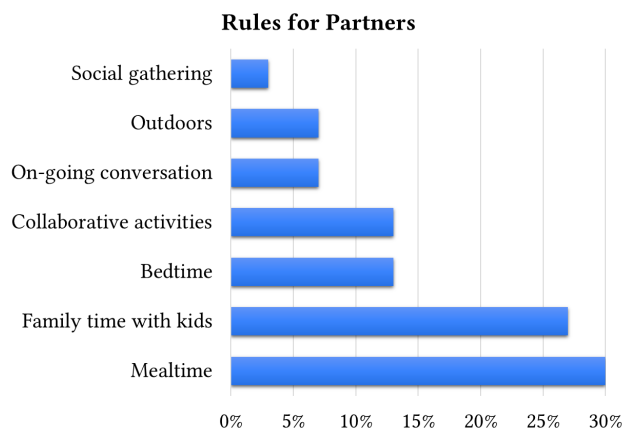 Rules for Partners
Social gathering
Outdoors
On-going conversation
Collaborative activities
Bedtime
Family time with kids
Mealtime
0% 5% 10% 15% 20% 25% 30%